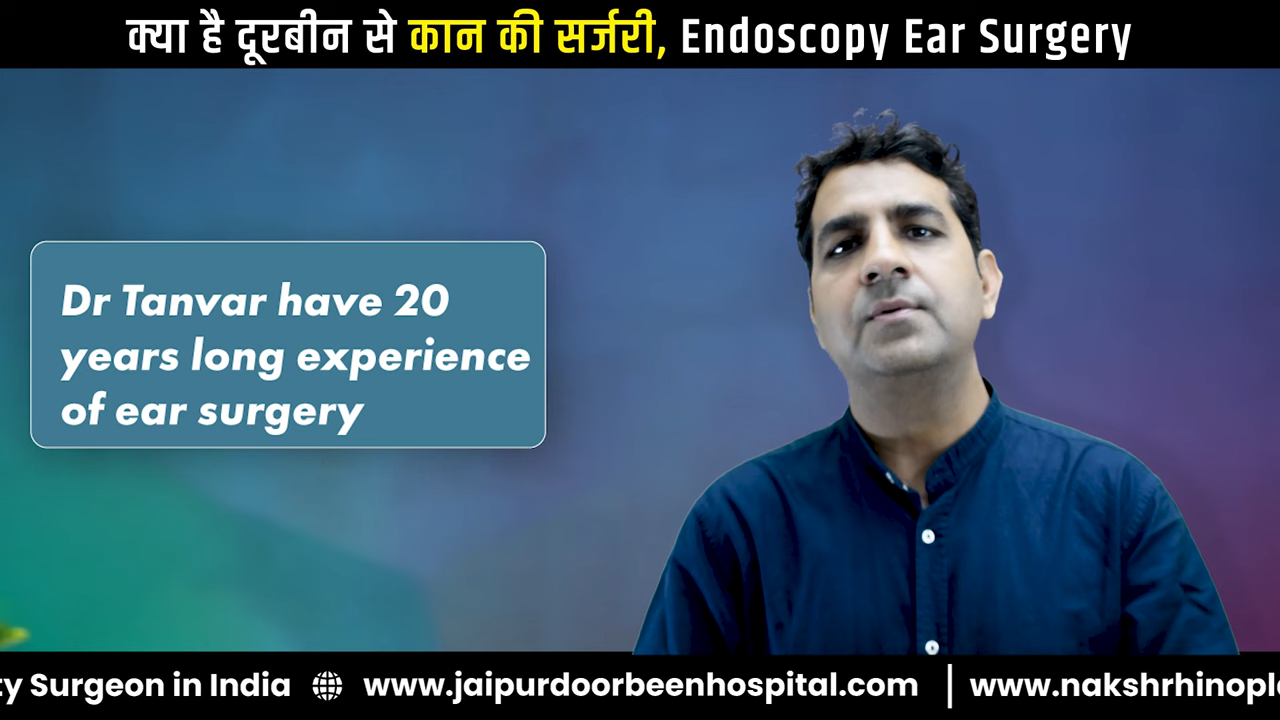 क्या है दूरबीन से कान की सर्जरी, Endoscopy Ear Surgery
Dr Tanvar have 20
years long experience
of ear surgery
Surgeon in India www.jaipurdoorbeenhospital.com | www.nakshrhinopl